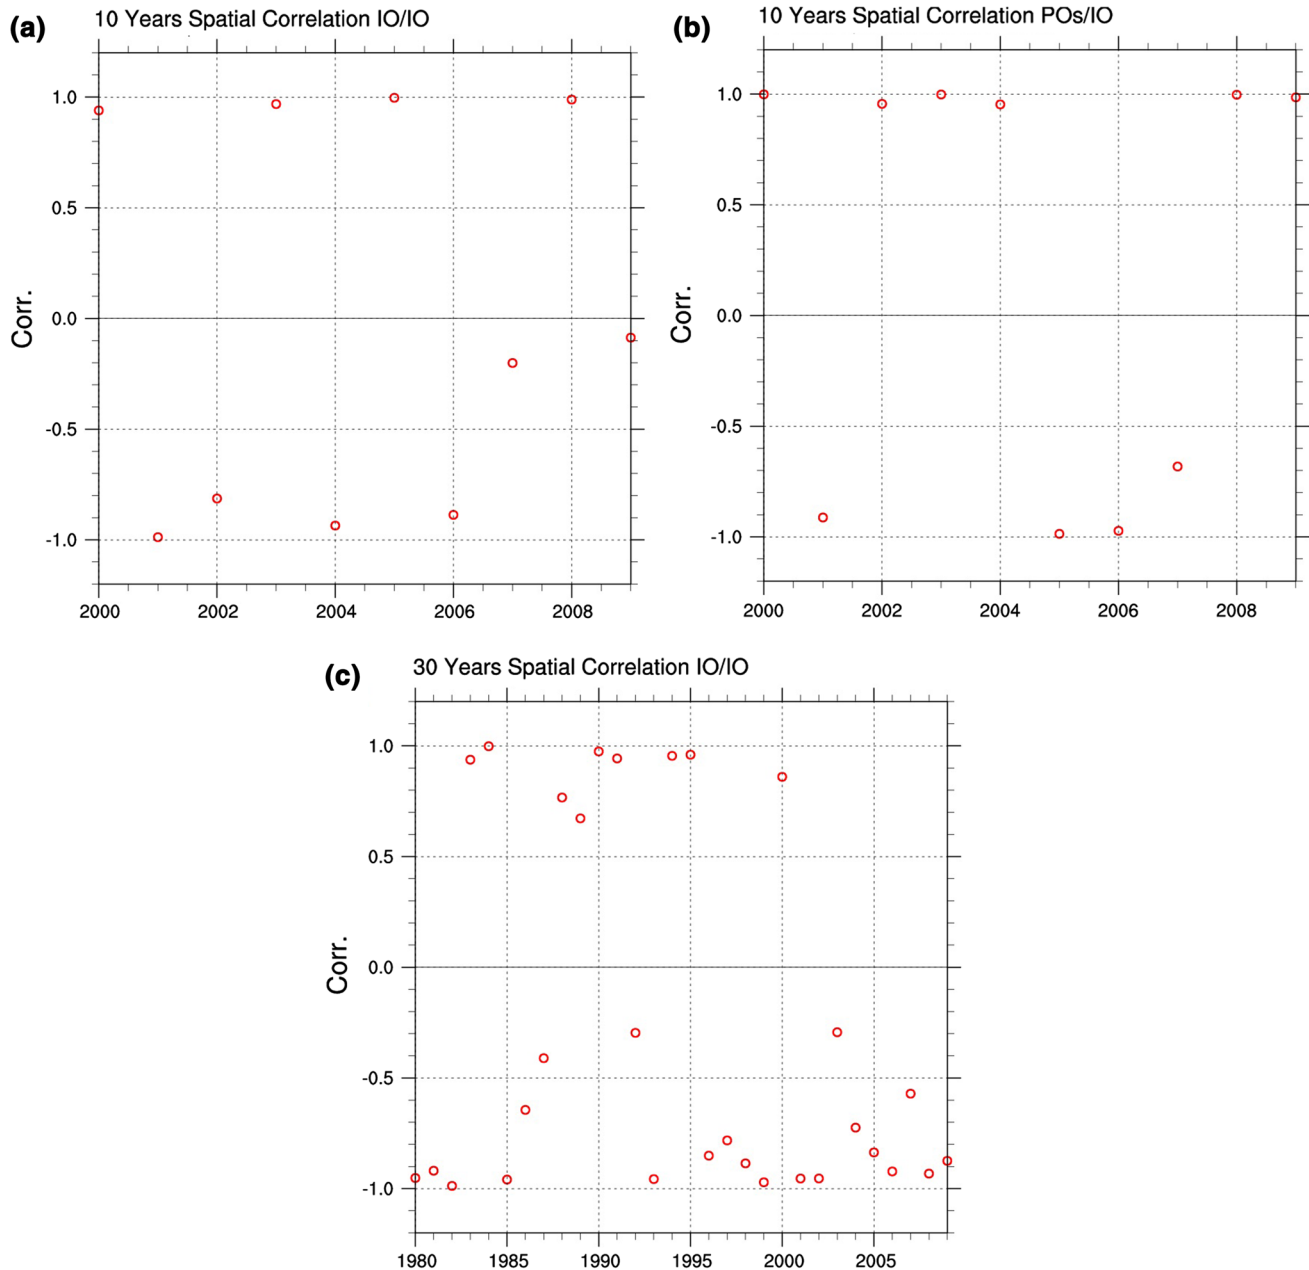 (a)
10 Years Spatial Correlation IO/IO
1.0
0.5
0.0
-0.5
-1.0
Corr.
2000 2002 2004 2006 2008
(b)
10 Years Spatial Correlation POs/IO
1.0
0.5
0.0
-0.5
-1.0
Corr.
2000 2002 2004 2006 2008
(c)
30 Years Spatial Correlation IO/IO
1.0
0.5
0.0
-0.5
-1.0
Corr.
1980 1985 1990 1995 2000 2005